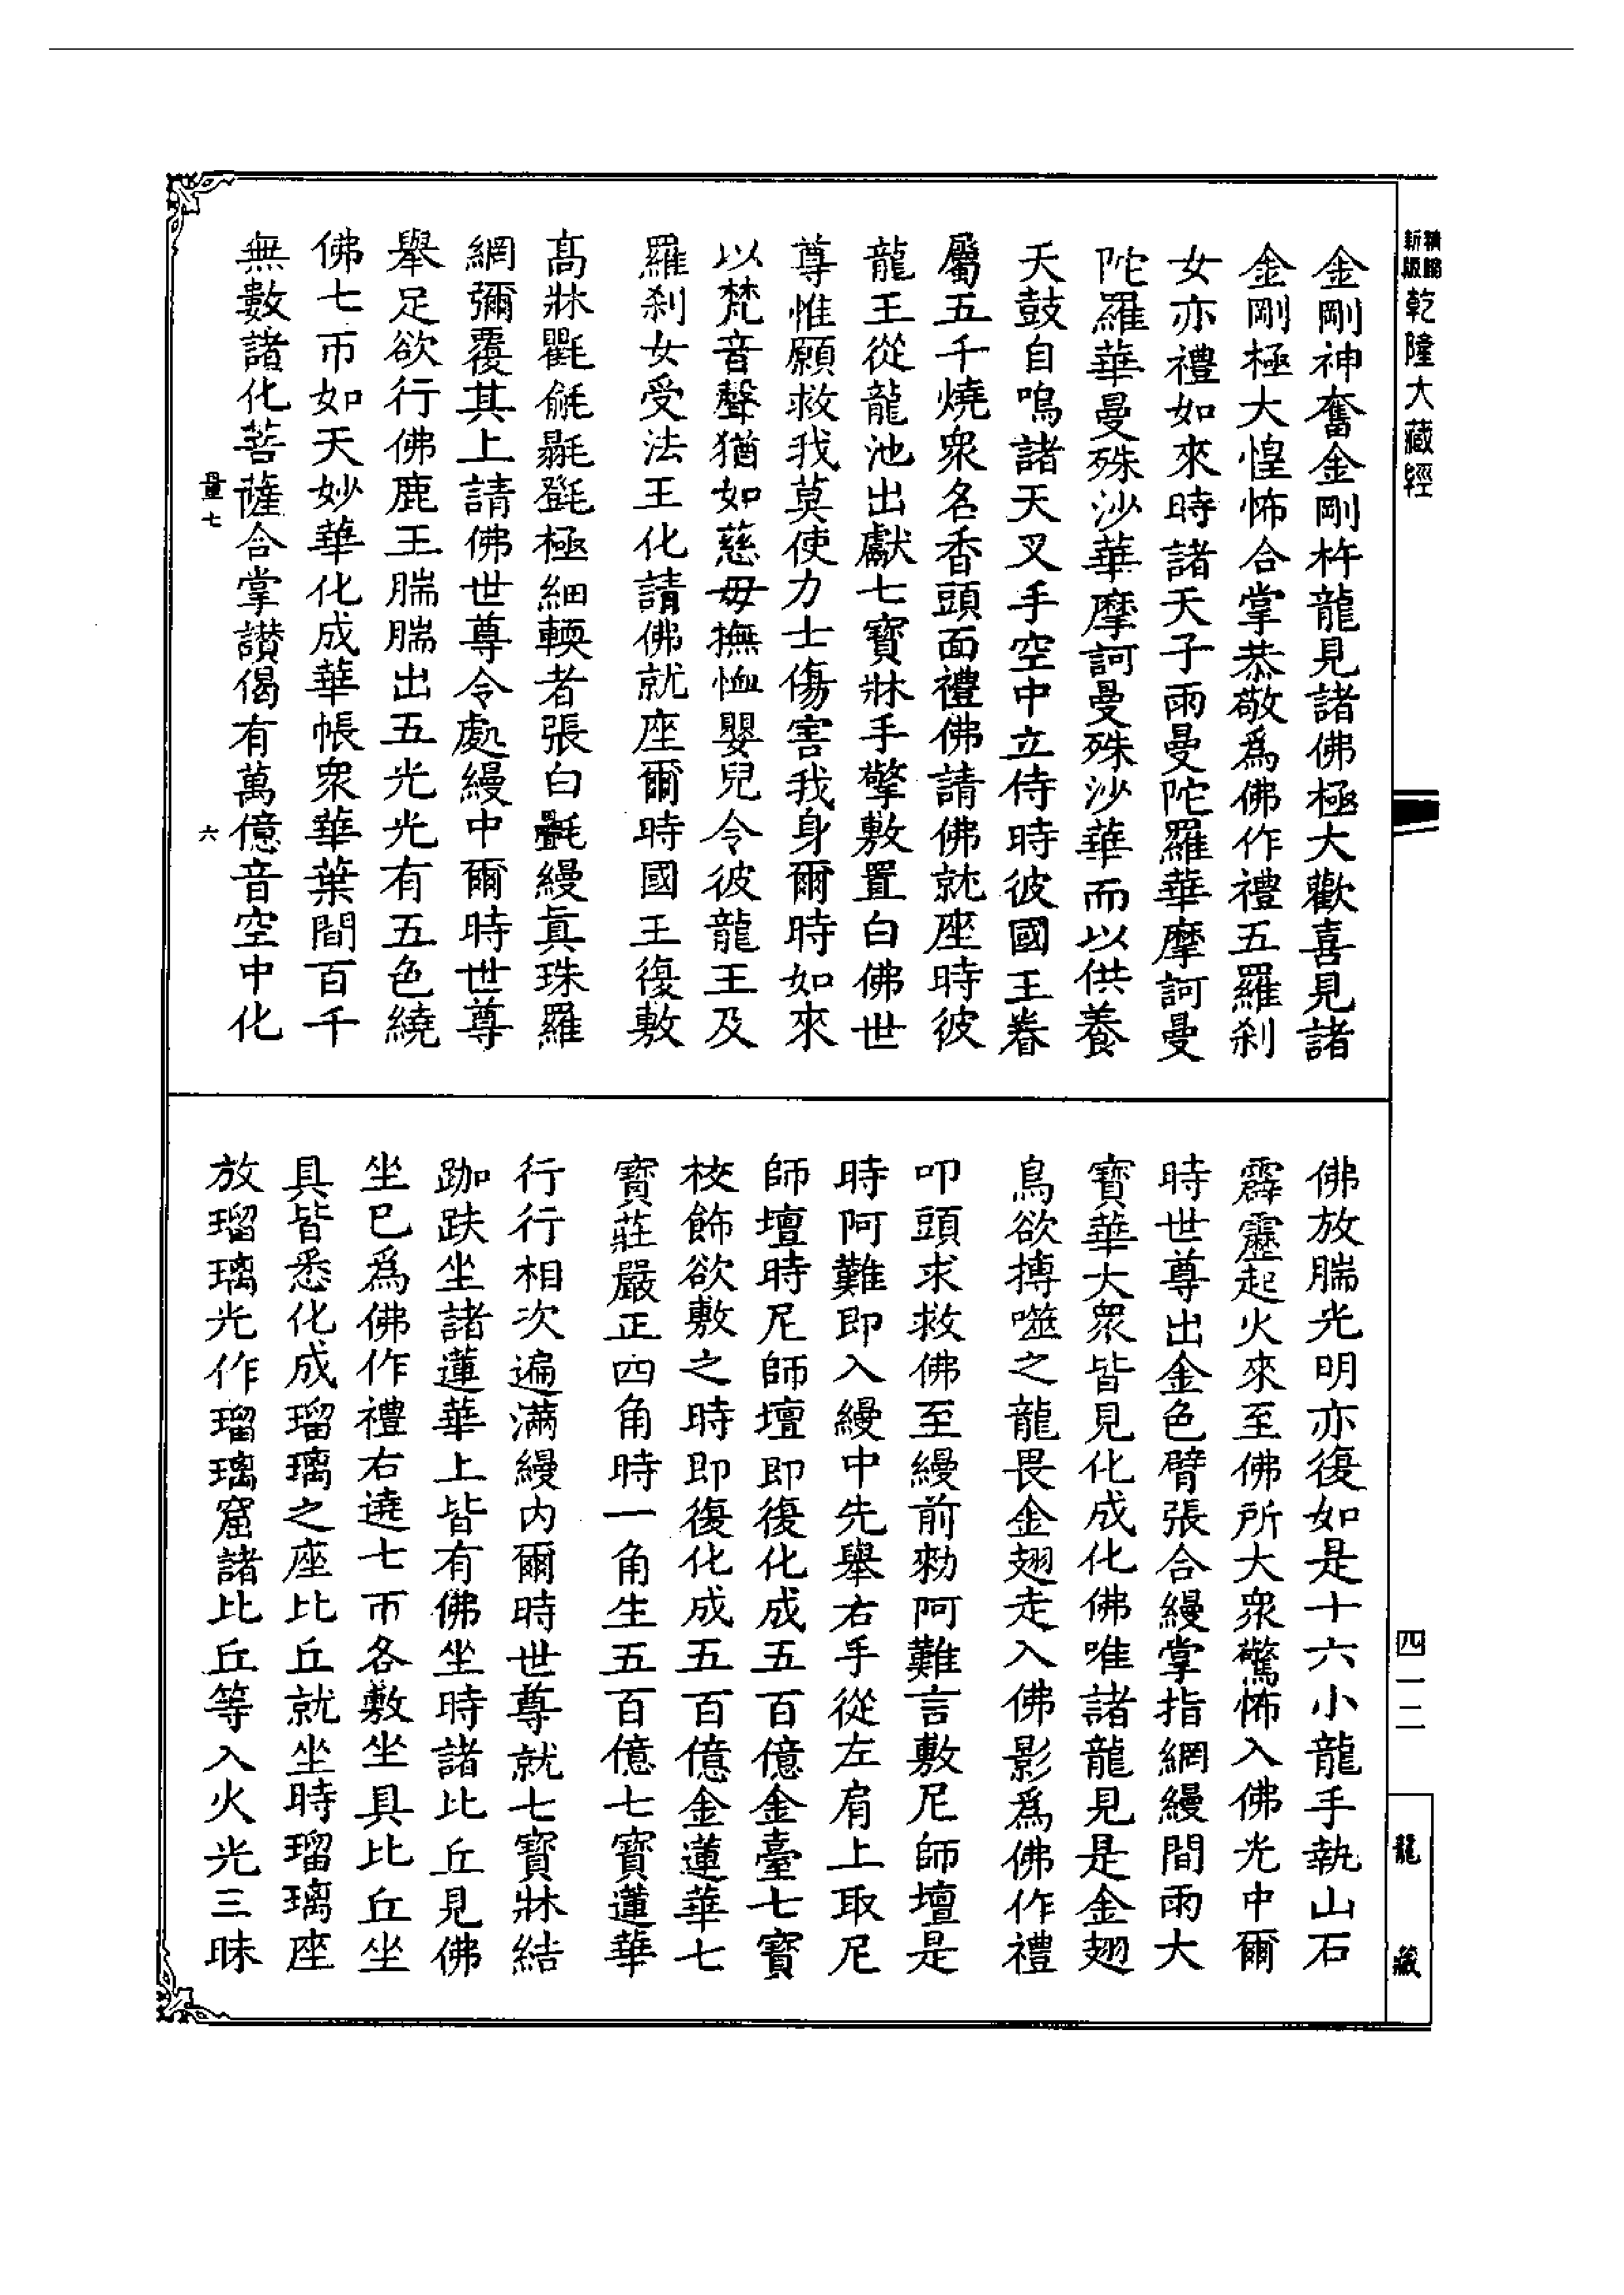 新版精縮乾隆大藏經
金剛神奮金剛杵龍見諸佛極大歡喜見諸
金剛極大惶怖合掌恭敬爲佛作禮五羅刹
女亦禮如來時諸天子雨曼陀羅華摩訶曼
陀羅華曼殊沙華摩訶曼殊沙華而以供養
天鼓自鳴諸天叉手空中立侍時彼國王眷
屬五千燒衆名香頭面禮佛請佛就座時彼
龍王從龍池出獻七寶牀手擎敷置白佛世
尊惟願救我莫使力士傷害我身爾時如來
以梵音聲猶如慈母撫恤嬰兒令彼龍王及
羅刹女受法王化請佛就座爾時國王復敷
高牀氍毹毾㲪極細輭者張白㲲縵眞珠羅
網彌覆其上請佛世尊令處縵中爾時世尊
舉足欲行佛鹿王腨腨出五光光有五色繞
佛七帀如天妙華化成華帳衆華葉間百千
無數諸化菩薩合掌讃偈有萬億音空中化
量七
六
佛放腨光明亦復如是十六小龍手執山石
霹靂起火來至佛所大衆驚怖入佛光中爾
時世尊出金色臂張合縵掌指網縵間雨大
寶華大衆皆見化成化佛唯諸龍見是金翅
鳥欲搏噬之龍畏金翅走入佛影爲佛作禮
叩頭求救佛至縵前勑阿難言敷尼師壇是
時阿難即入縵中先舉右手從左肩上取尼
師壇時尼師壇即復化成五百億金臺七寶
校飾欲敷之時即復化成五百億金蓮華七
寶莊嚴正四角時一角生五百億七寶蓮華
行行相次遍滿縵内爾時世尊就七寶牀結
跏趺坐諸蓮華上皆有佛坐時諸比丘見佛
坐已爲佛作禮右遶七帀各敷坐具比丘坐
具皆悉化成瑠璃之座比丘就坐時瑠璃座
放瑠璃光作瑠璃窟諸比丘等入火光三昧
四一二
龍藏